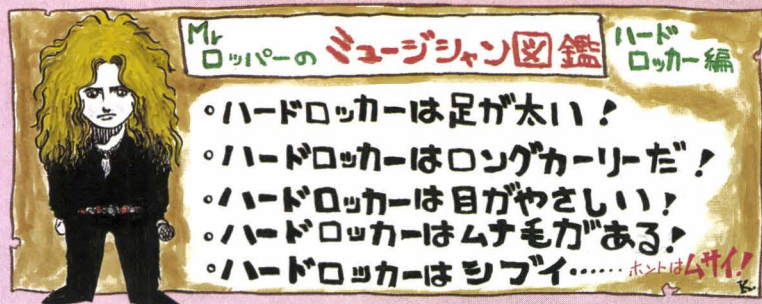 Mr
ロッパーの ミュージシャン図鑑
ハード
ロッカー編
◦ハードロッカーは足が太い!
◦ハードロッカーはロングカーリーだ!
◦ハードロッカーは目がやさしい!
◦ハードロッカーはムナ毛がある!
◦ハードロッカーはシブイ……ホントはムサイ!